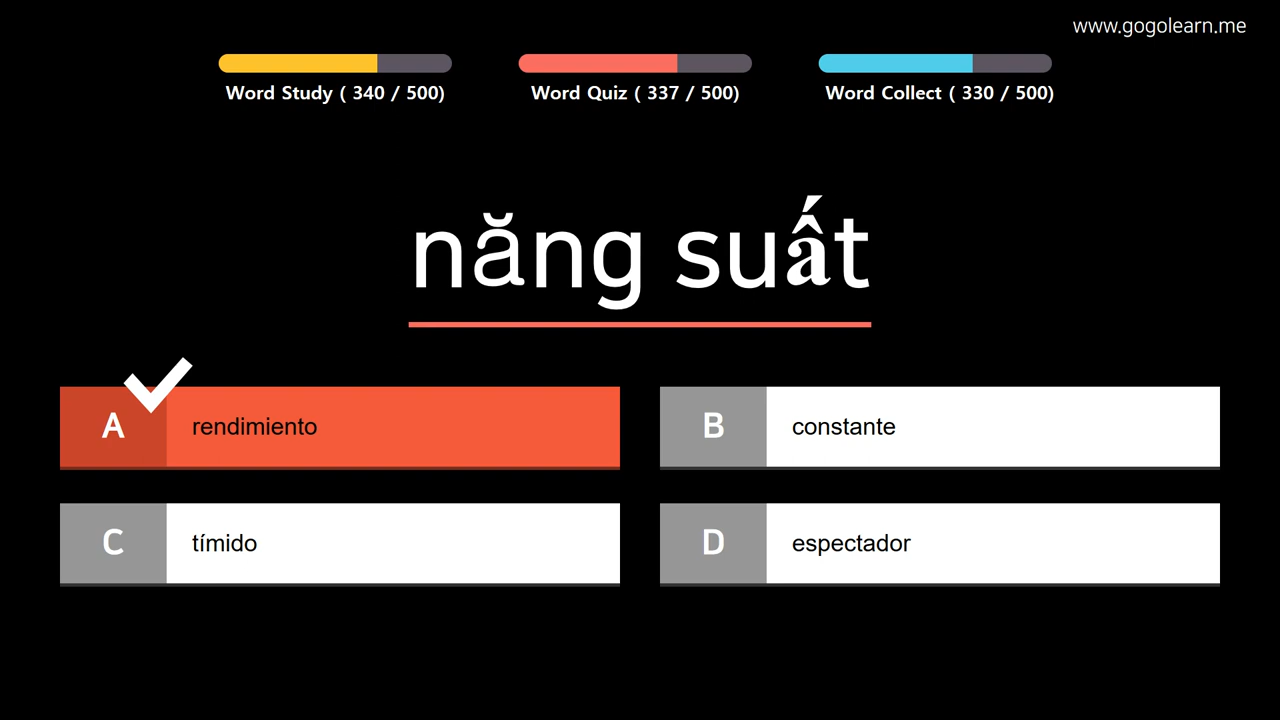 www.gogolearn.me
Word Study ( 340 / 500)
Word Quiz ( 337 / 500)
Word Collect ( 330 / 500)
năng suất
A rendimiento
B constante
C tímido
D espectador